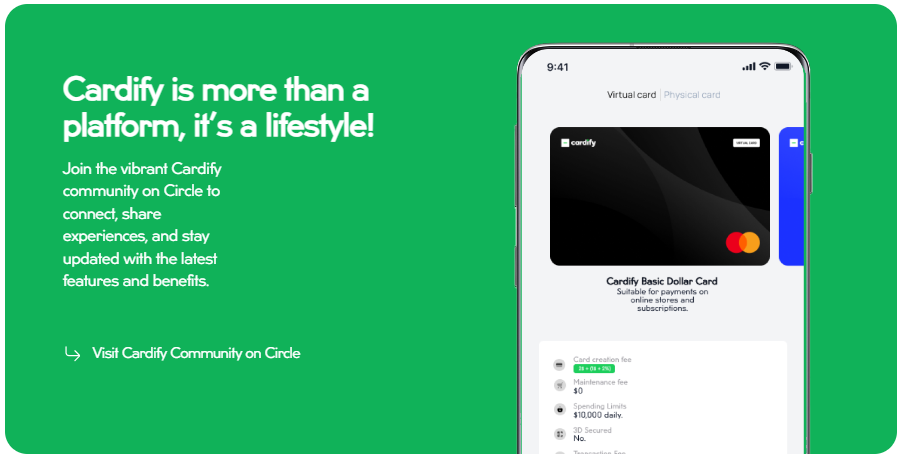 Cardify is more than a
platform, it's a lifestyle!
Join the vibrant Cardify
community on Circle to
connect, share
experiences, and stay
updated with the latest
features and benefits.
Visit Cardify Community on Circle
9:41
Virtual card | Physical card
cardify
VIRTUAL CARD
Cardify Basic Dollar Card
Suitable for payments on
online stores and
subscriptions.
Card creation fee
Maintenance fee
$0
Spending Limits
$10,000 daily.
3D Secured
No.